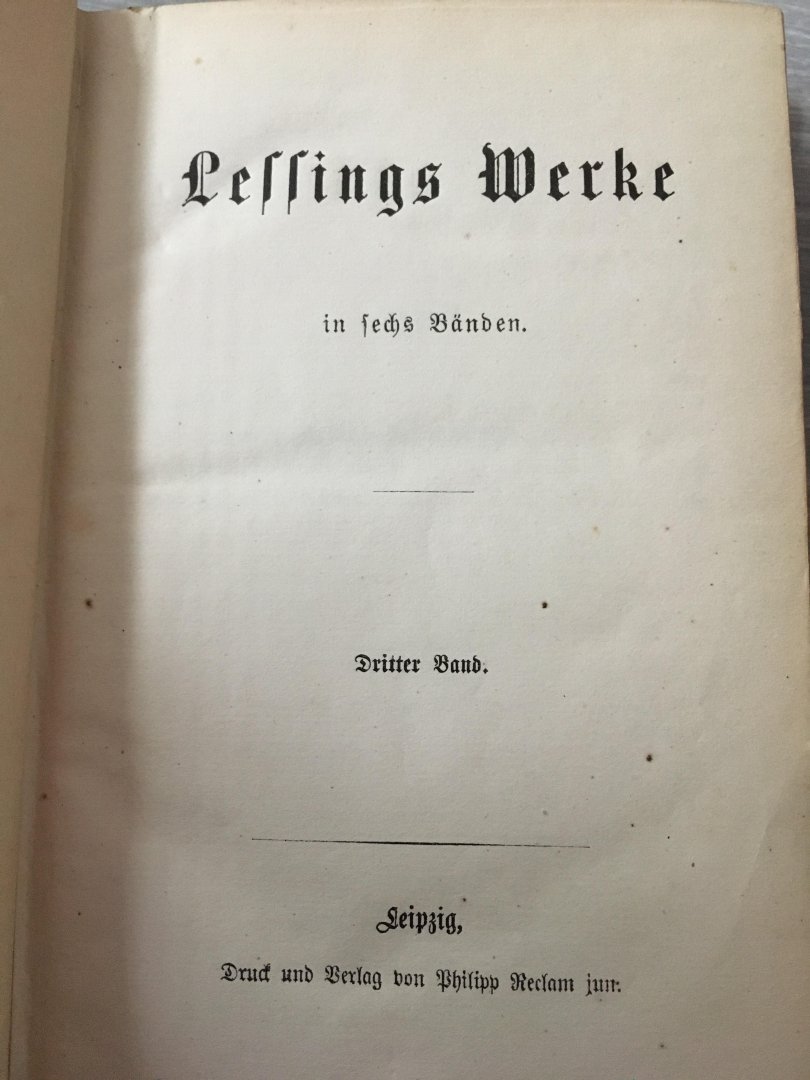 Leſſings Werke
in ſechs Bänden.
Dritter Band.
Leipzig,
Druck und Verlag von Philipp Reclam jun.